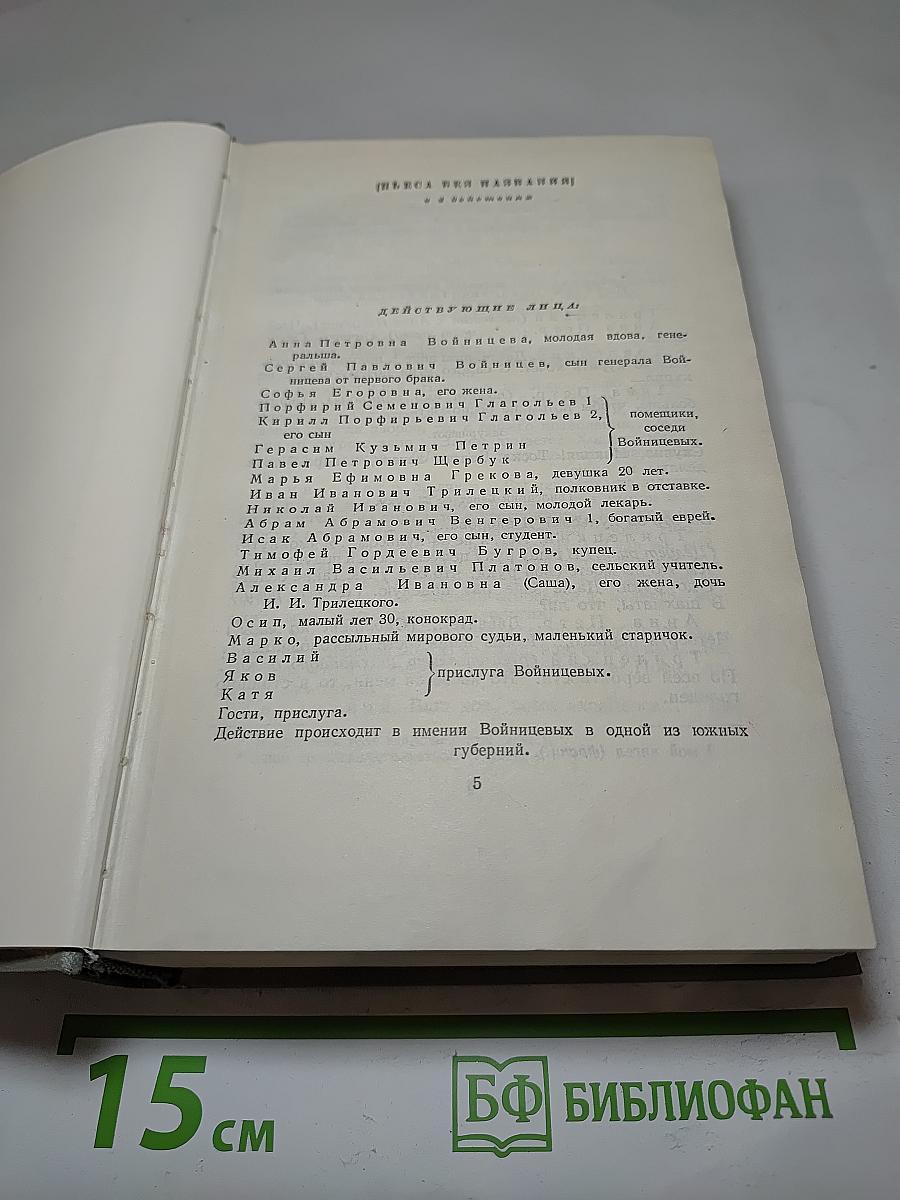 [ПЬЕСА БЕЗ НАЗВАНИЯ]
в 4 действиях
ДЕЙСТВУЮЩИЕ ЛИЦА:
Анна Петровна Войницева, молодая вдова, гене-
ральша.
Сергей Павлович Войницев, сын генерала Вой-
ницева от первого брака.
Софья Егоровна, его жена.
Порфирий Семенович Глагольев 1
Кирилл Порфирьевич Глагольев 2,
его сын
Герасим Кузьмич Петрин
Павел Петрович Щербук
помещики,
соседи
Войницевых.
Марья Ефимовна Грекова, девушка 20 лет.
Иван Иванович Трилецкий, полковник в отставке.
Николай Иванович, его сын, молодой лекарь.
Абрам Абрамович Венгерович 1, богатый еврей.
Исак Абрамович, его сын, студент.
Тимофей Гордеевич Бугров, купец.
Михаил Васильевич Платонов, сельский учитель.
Александра Ивановна (Саша), его жена, дочь
И. И. Трилецкого.
Осип, малый лет 30, конокрад.
Марко, рассыльный мирового судьи, маленький старичок.
Василий
Яков
Катя
прислуга Войницевых.
Гости, прислуга.
Действие происходит в имении Войницевых в одной из южных
губерний.
5
15 см
БФ БИБЛИОФАН